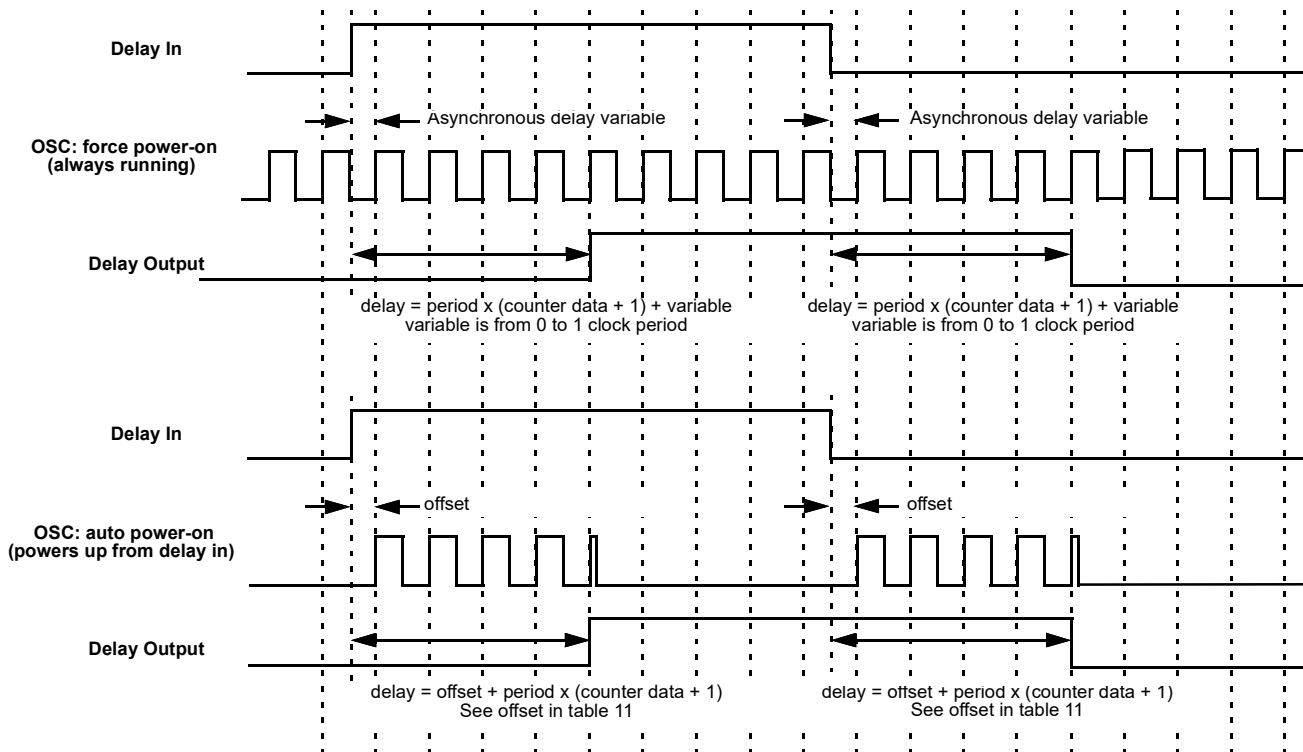 Delay In
Asynchronous delay variable
Asynchronous delay variable
OSC: force power-on
(always running)
Delay Output
delay = period x (counter data + 1) + variable
variable is from 0 to 1 clock period
delay = period x (counter data + 1) + variable
variable is from 0 to 1 clock period
Delay In
offset
offset
OSC: auto power-on
(powers up from delay in)
Delay Output
delay = offset + period x (counter data + 1)
See offset in table 11
delay = offset + period x (counter data + 1)
See offset in table 11